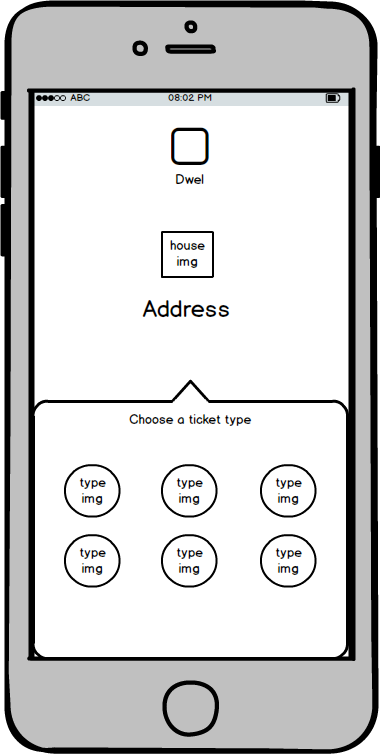 ABC 08:02 PM
Dwel
house
img
Address
Choose a ticket type
type type type
img img img
type type type
img img img